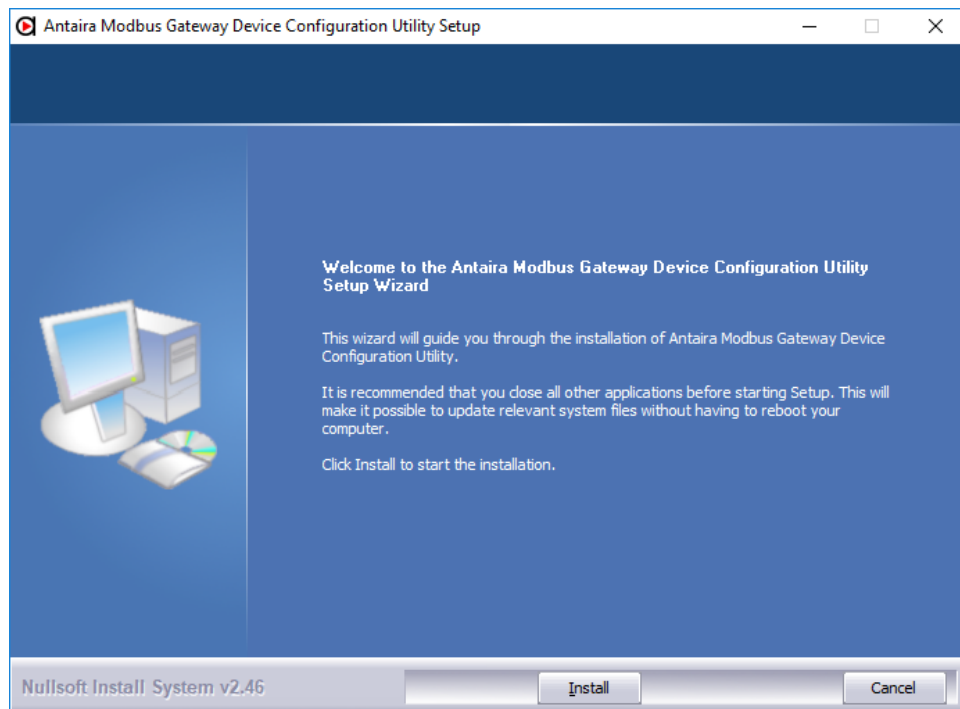 Antaira Modbus Gateway Device Configuration Utility Setup
Welcome to the Antaira Modbus Gateway Device Configuration Utility
Setup Wizard
This wizard will guide you through the installation of Antaira Modbus Gateway Device
Configuration Utility.
It is recommended that you close all other applications before starting Setup. This will
make it possible to update relevant system files without having to reboot your
computer.
Click Install to start the installation.
Nullsoft Install System v2.46
Install
Cancel